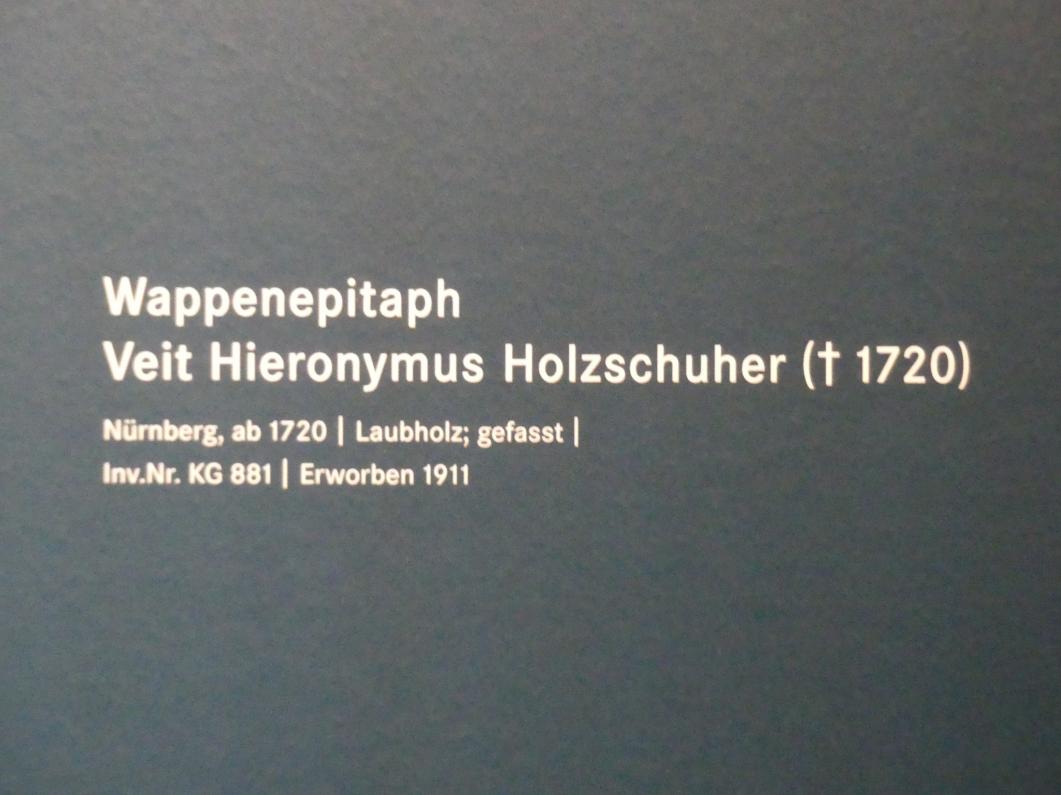 Wappenepitaph
Veit Hieronymus Holzschuher († 1720)
Nürnberg, ab 1720 | Laubholz; gefasst |
Inv.Nr. KG 881 | Erworben 1911